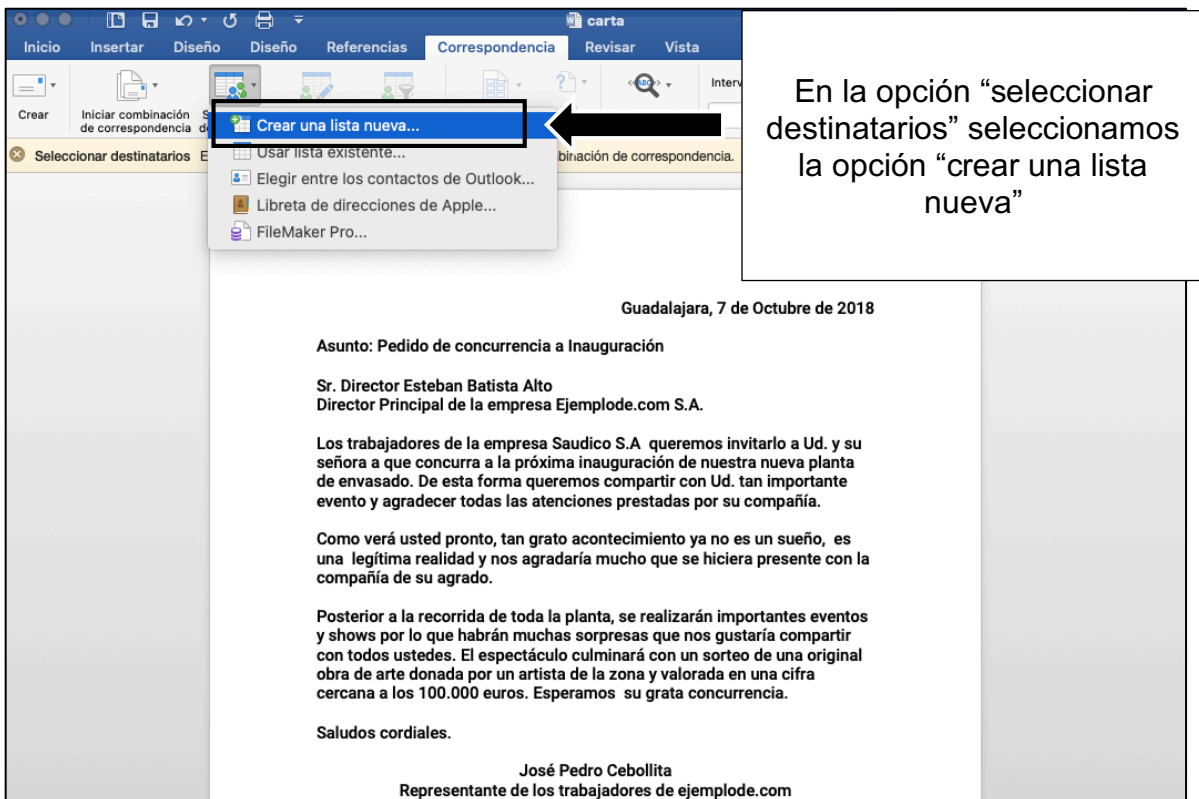 carta
Inicio Insertar Diseño Diseño Referencias Correspondencia Revisar Vista
Crear
Iniciar combinación
de correspondencia
Interv
En la opción “seleccionar
destinatarios” seleccionamos
la opción “crear una lista
nueva”
Seleccionar destinatarios
Crear una lista nueva...
Usar lista existente...
combinación de correspondencia.
Elegir entre los contactos de Outlook...
Libreta de direcciones de Apple...
FileMaker Pro...
Guadalajara, 7 de Octubre de 2018
Asunto: Pedido de concurrencia a Inauguración
Sr. Director Esteban Batista Alto
Director Principal de la empresa Ejemplode.com S.A.
Los trabajadores de la empresa Saudico S.A queremos invitarlo a Ud. y su
señora a que concurra a la próxima inauguración de nuestra nueva planta
de envasado. De esta forma queremos compartir con Ud. tan importante
evento y agradecer todas las atenciones prestadas por su compañía.
Como verá usted pronto, tan grato acontecimiento ya no es un sueño, es
una legítima realidad y nos agradaría mucho que se hiciera presente con la
compañía de su agrado.
Posterior a la recorrida de toda la planta, se realizarán importantes eventos
y shows por lo que habrán muchas sorpresas que nos gustaría compartir
con todos ustedes. El espectáculo culminará con un sorteo de una original
obra de arte donada por un artista de la zona y valorada en una cifra
cercana a los 100.000 euros. Esperamos su grata concurrencia.
Saludos cordiales.
José Pedro Cebollita
Representante de los trabajadores de ejemplode.com